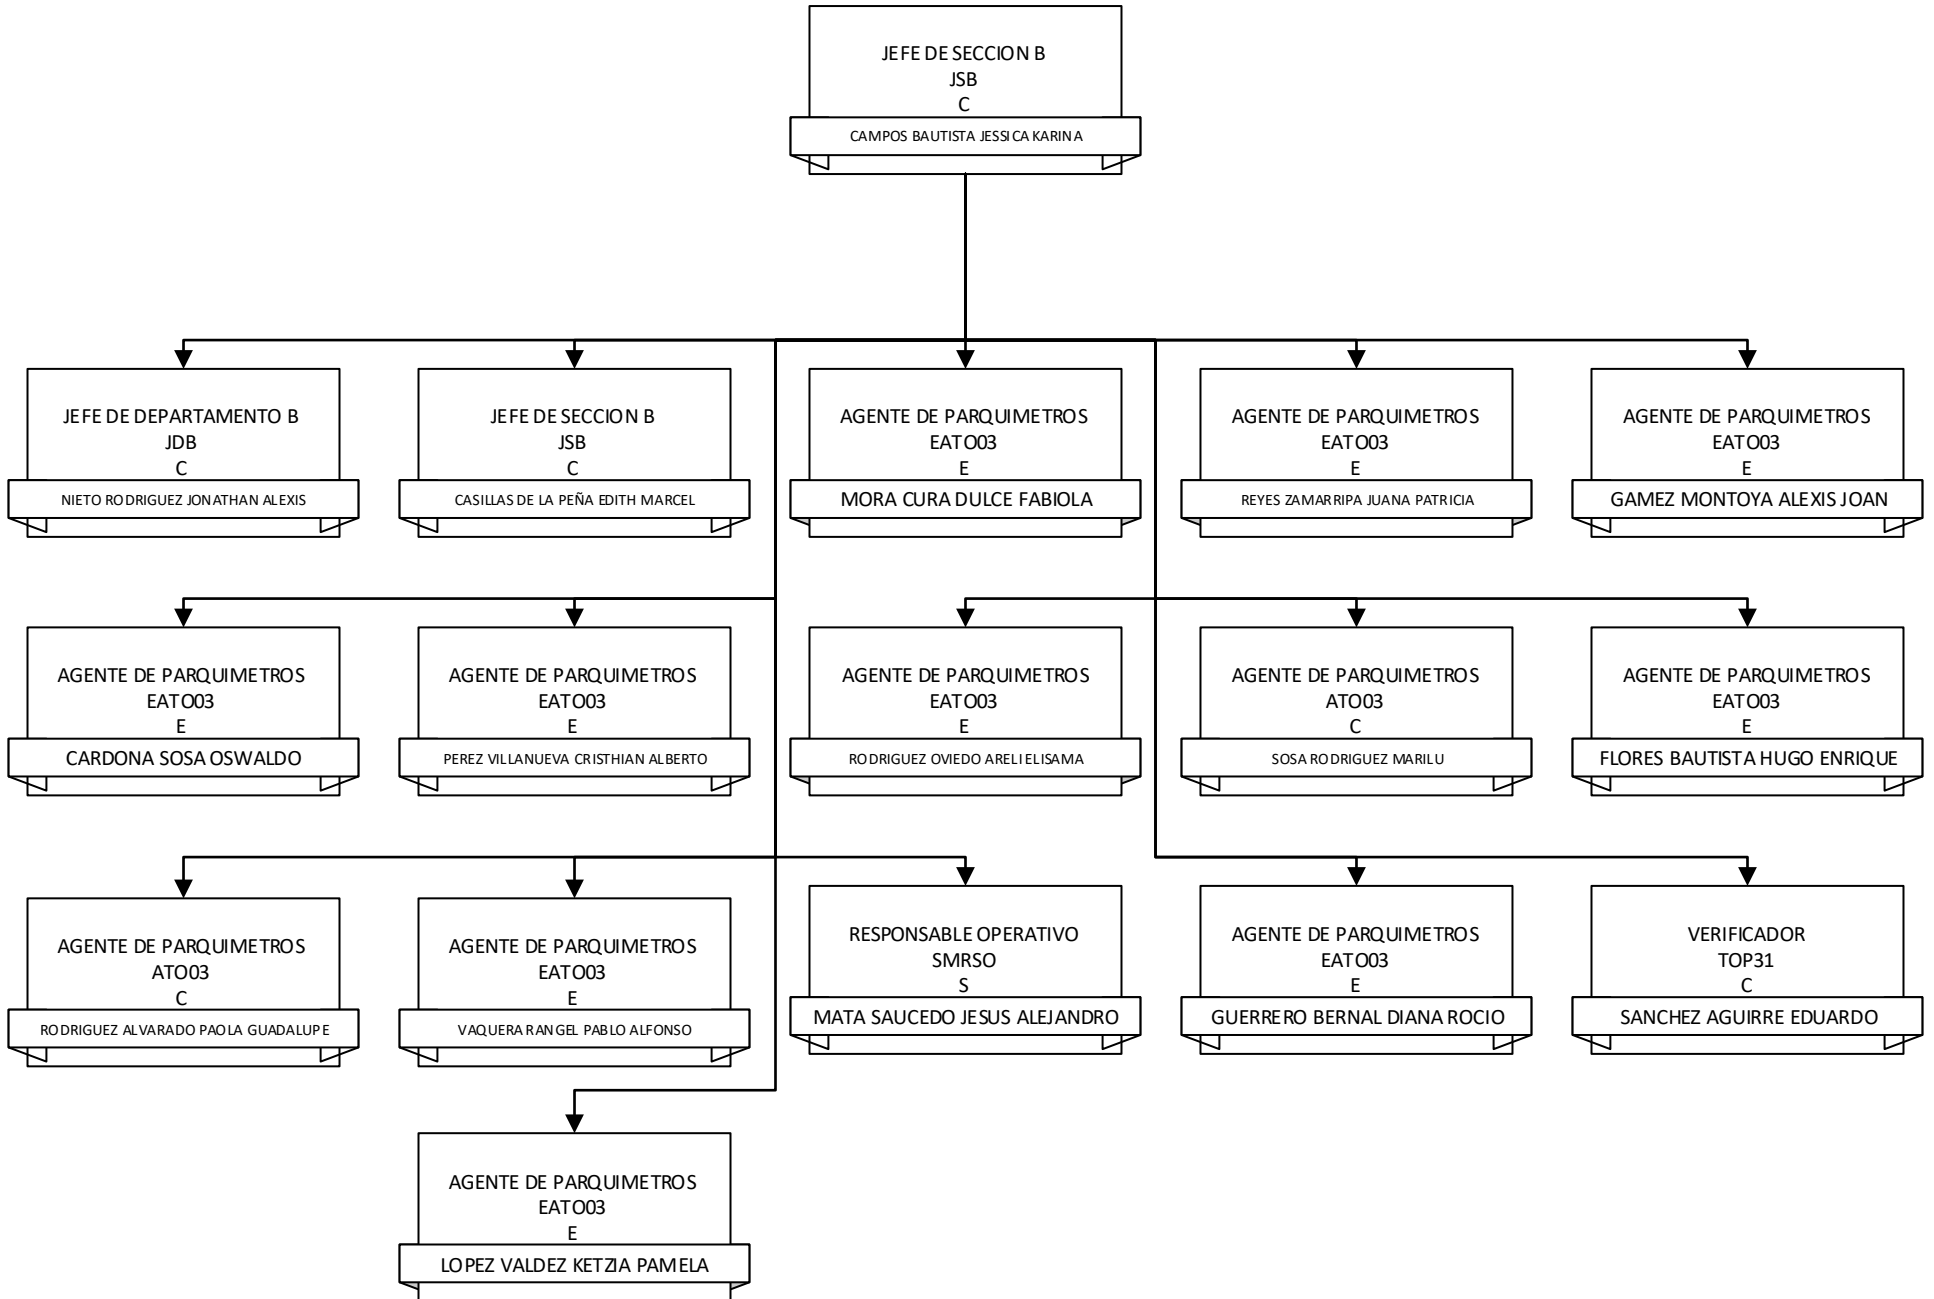 JEFE DE SECCION B
JSB
C
CAMPOS BAUTISTA JESSICA KARINA
JEFE DE DEPARTAMENTO B
JDB
C
NIETO RODRIGUEZ JONATHAN ALEXIS
JEFE DE SECCION B
JSB
C
CASILLAS DE LA PEÑA EDITH MARCEL
AGENTE DE PARQUIMETROS
EATO03
E
MORA CURA DULCE FABIOLA
AGENTE DE PARQUIMETROS
EATO03
E
REYES ZAMARRIPA JUANA PATRICIA
AGENTE DE PARQUIMETROS
EATO03
E
GAMEZ MONTOYA ALEXIS JOAN
AGENTE DE PARQUIMETROS
EATO03
E
CARDONA SOSA OSWALDO
AGENTE DE PARQUIMETROS
EATO03
E
PEREZ VILLANUEVA CRISTHIAN ALBERTO
AGENTE DE PARQUIMETROS
EATO03
E
RODRIGUEZ OVIEDO ARELI ELISAMA
AGENTE DE PARQUIMETROS
ATO03
C
SOSA RODRIGUEZ MARILU
AGENTE DE PARQUIMETROS
EATO03
E
FLORES BAUTISTA HUGO ENRIQUE
AGENTE DE PARQUIMETROS
ATO03
C
RODRIGUEZ ALVARADO PAOLA GUADALUPE
AGENTE DE PARQUIMETROS
EATO03
E
VAQUERA RANGEL PABLO ALFONSO
RESPONSABLE OPERATIVO
SMRSO
S
MATA SAUCEDO JESUS ALEJANDRO
AGENTE DE PARQUIMETROS
EATO03
E
GUERRERO BERNAL DIANA ROCIO
VERIFICADOR
TOP31
C
SANCHEZ AGUIRRE EDUARDO
AGENTE DE PARQUIMETROS
EATO03
E
LOPEZ VALDEZ KETZIA PAMELA